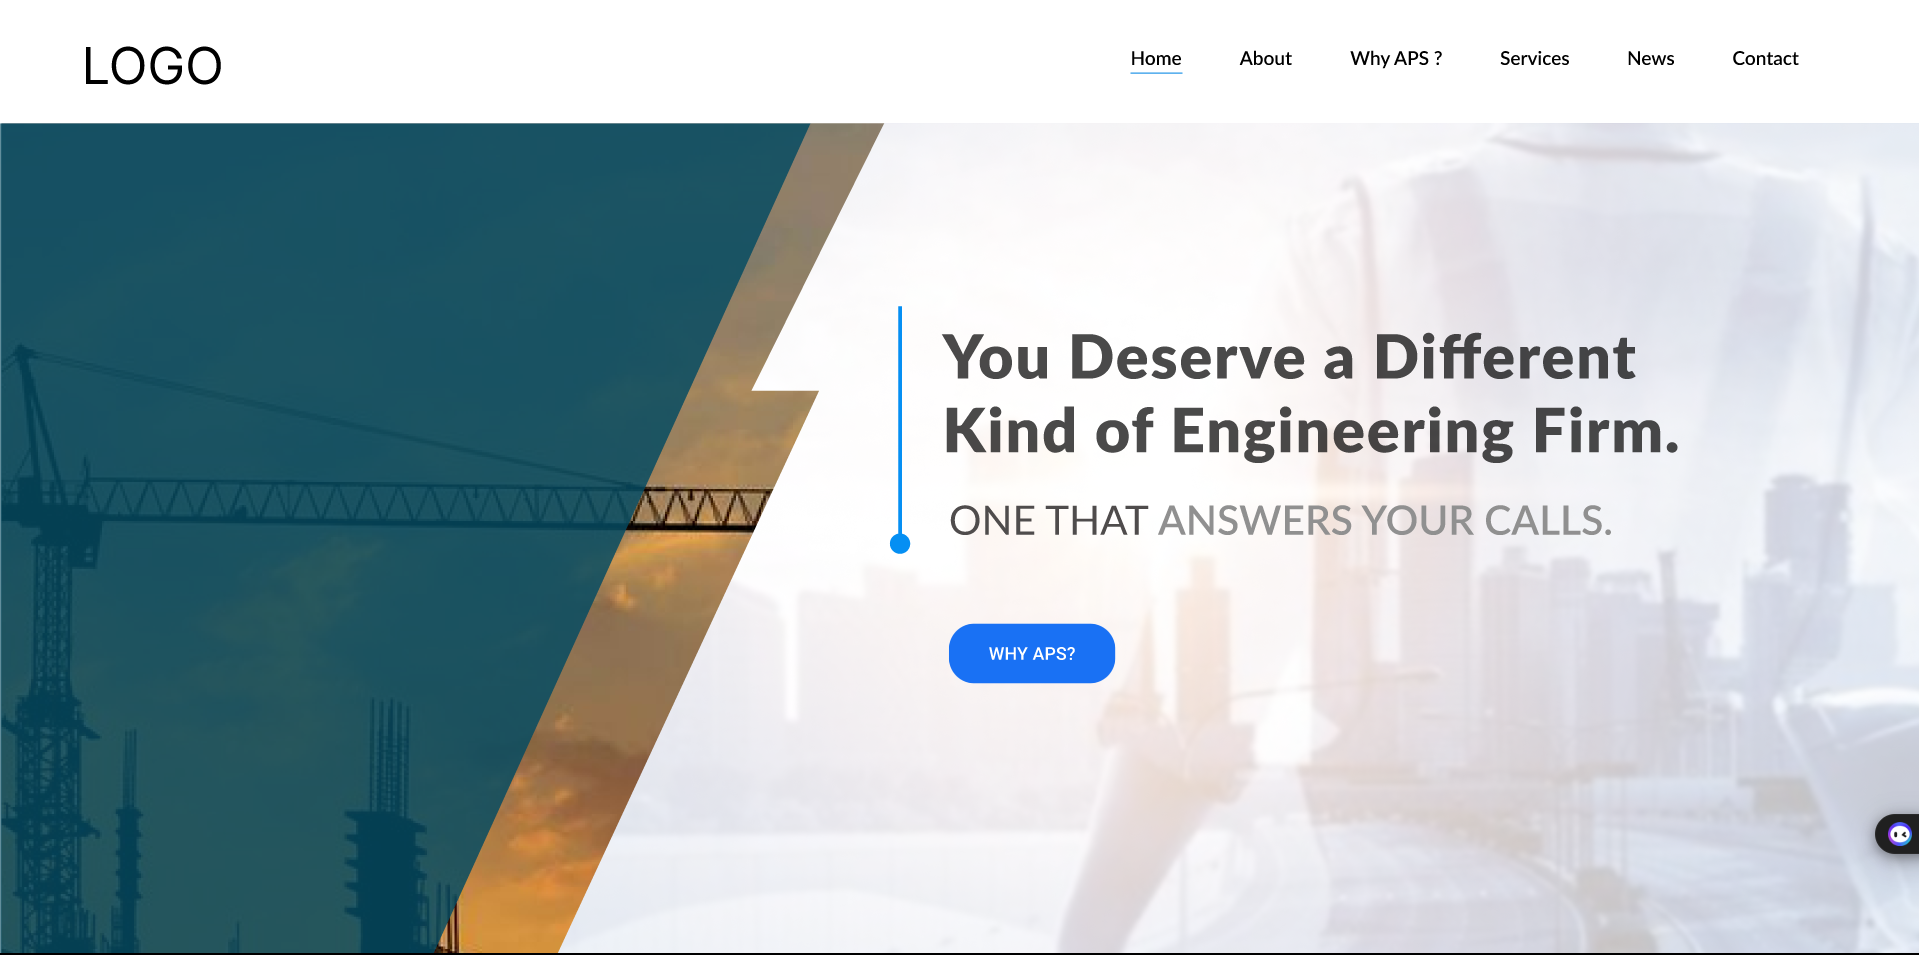 LOGO
Home About Why APS ? Services News Contact
You Deserve a Different
Kind of Engineering Firm.
ONE THAT ANSWERS YOUR CALLS.
WHY APS?